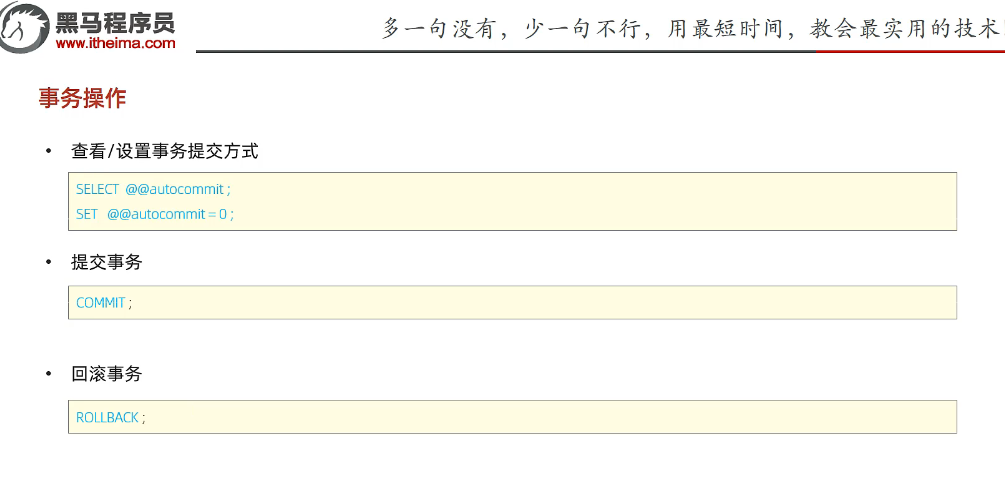 黑马程序员
www.itheima.com
多一句没有，少一句不行，用最短时间，教会最实用的技术
事务操作
• 查看/设置事务提交方式
SELECT @@autocommit ;
SET @@autocommit = 0 ;
• 提交事务
COMMIT ;
• 回滚事务
ROLLBACK ;